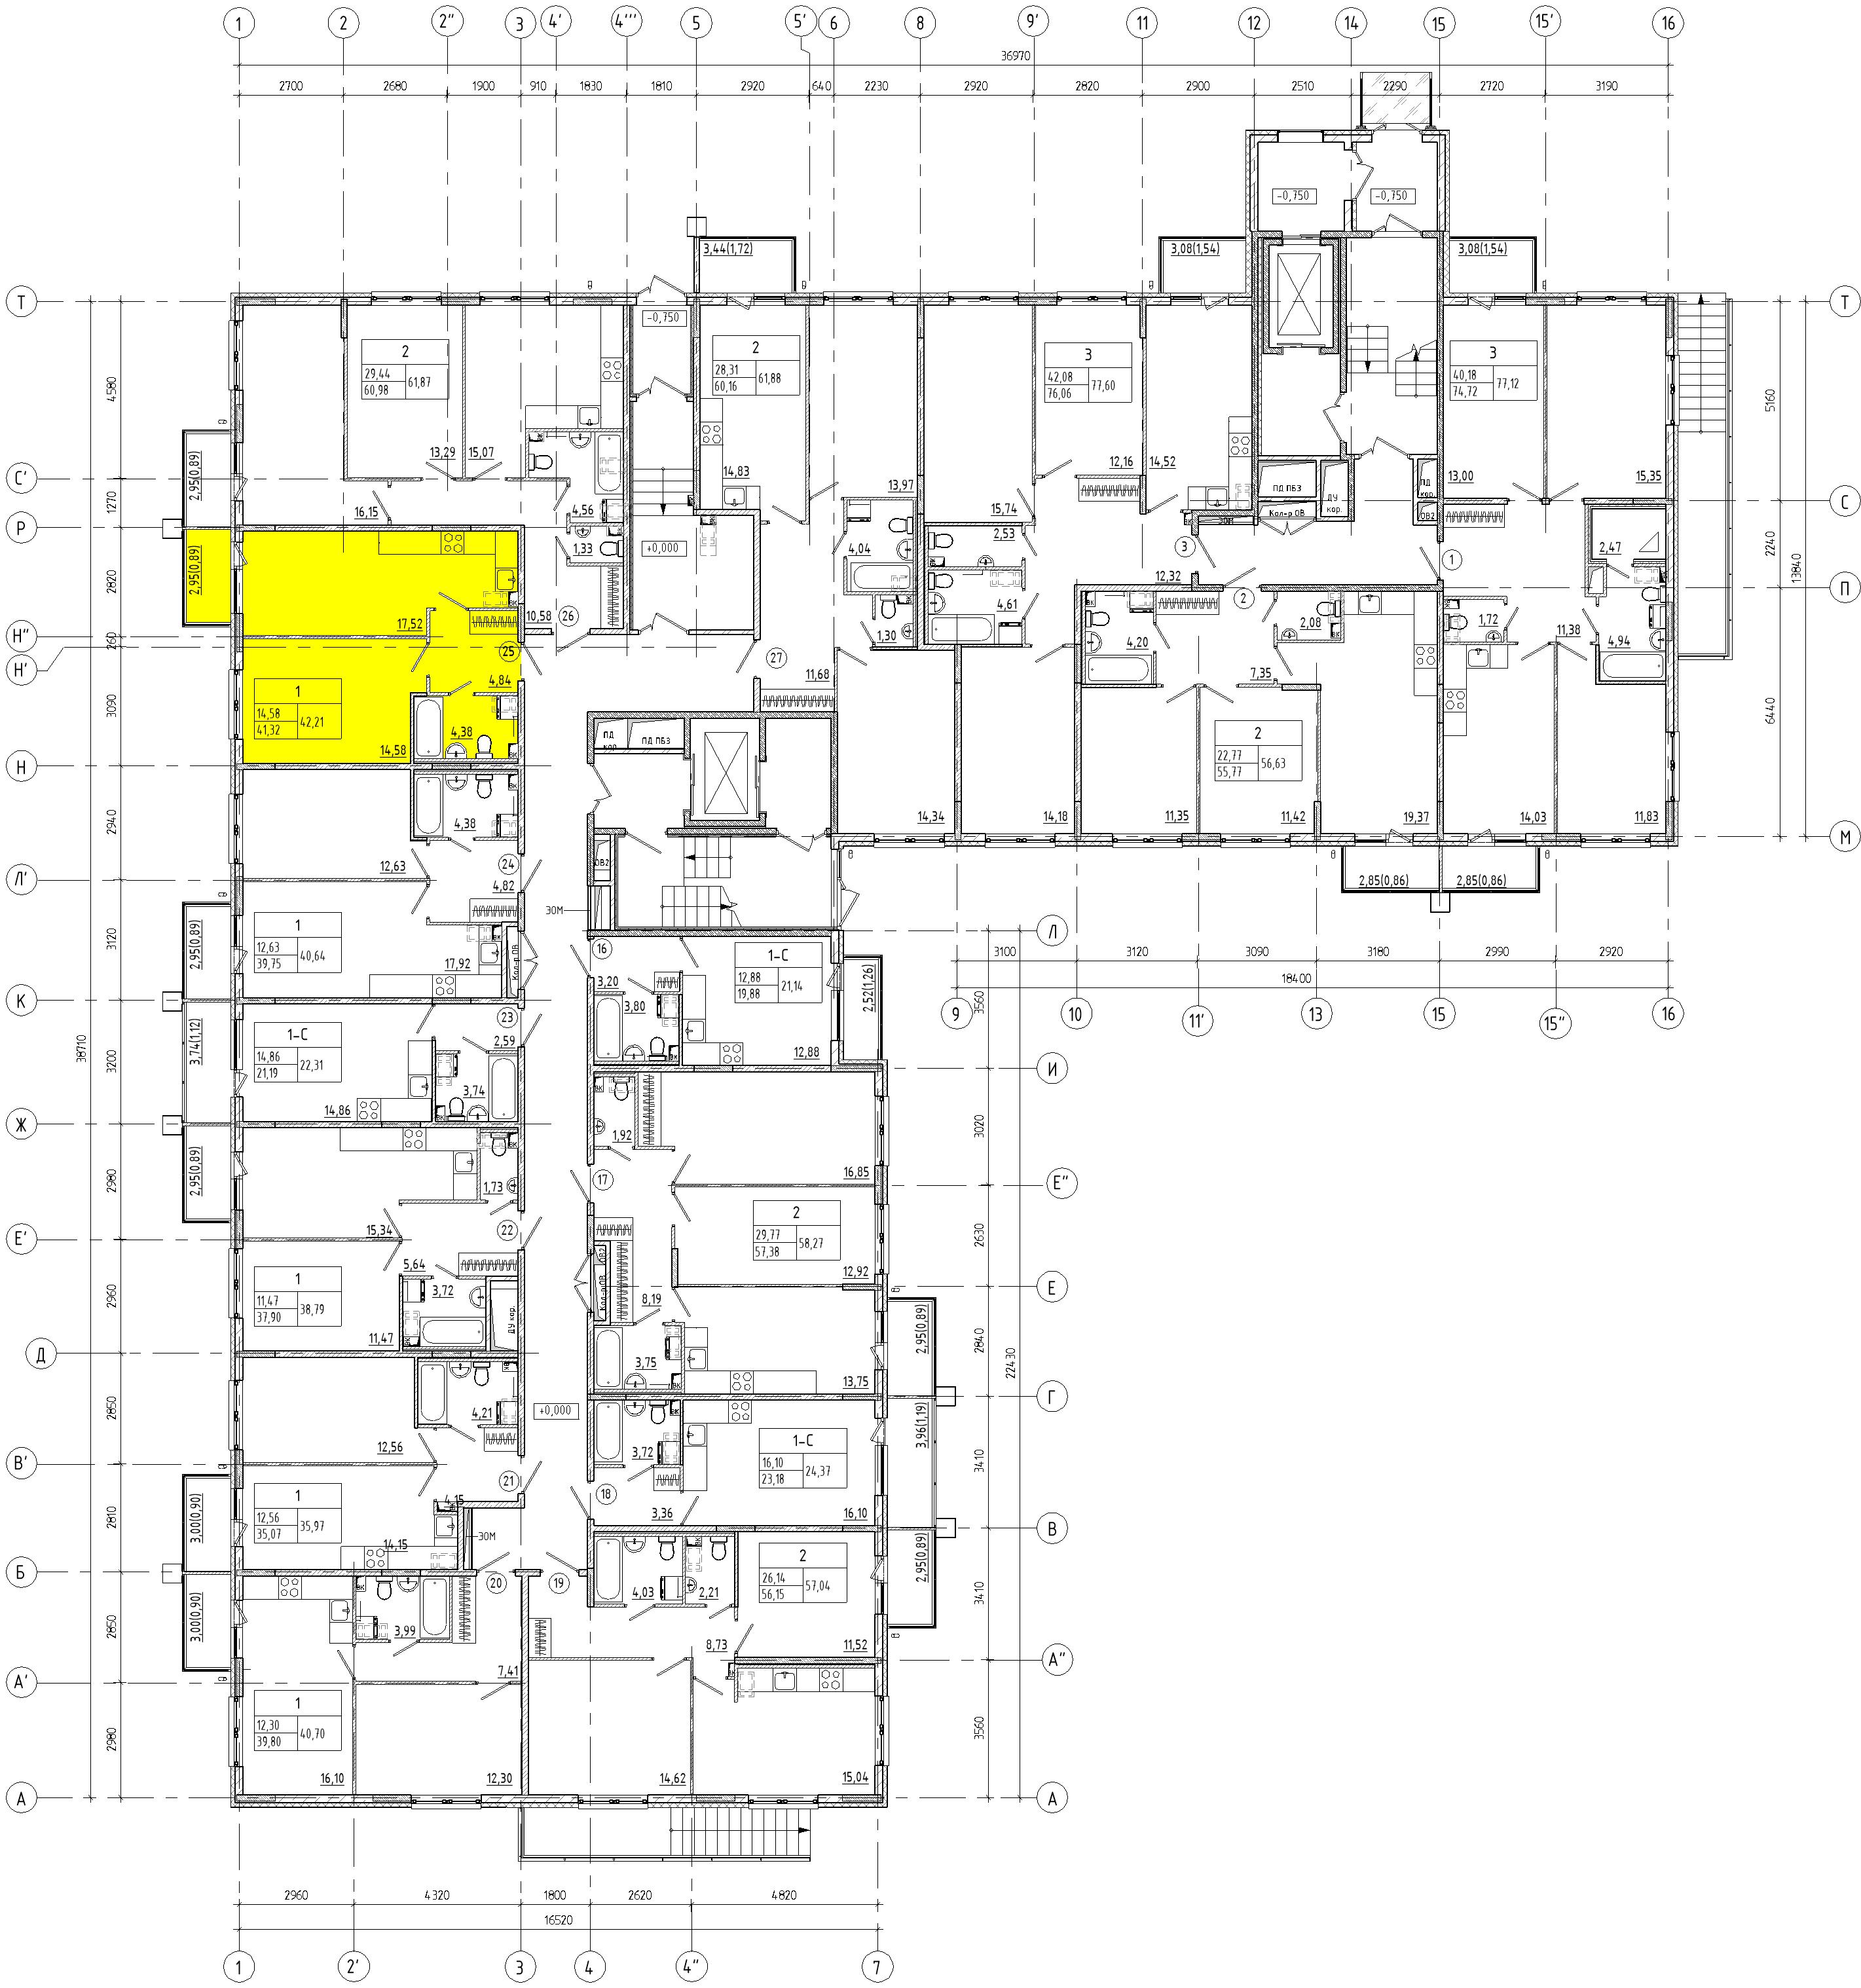 1 2 2" 3 4' 4''' 5 5' 6 8 9' 11 12 14 15 15' 16
36970
2700 2680 1900 910 1830 1810 2920 640 2230 2920 2820 2900 2510 2290 2720 3190
-0,750 -0,750
3,44(1,72) 3,08(1,54) 3,08(1,54)
Т Т
-0,750
2
29,44 61,87
60,98
2
28,31 61,88
60,16
3
42,08 77,60
76,06
3
40,18 77,12
74,72
4580 5160
13,29 15,07 14,83 13,97 12,16 14,52 13,00 15,35
С'
2,95(0,89)
ПД ПБЗ
ДУ кор.
ПД кор.
ОВ2
Кол-р ОВ
ЭОМ
1270
16,15 4,56 15,74
С
Р
1,33 +0,000 4,04 2,53 3 1 2,47
2,95(0,89)
2820 2240 13840
12,32
П
17,52 10,58 26 4,61 2 2,08 1,72 11,38
ВК
Н"
260
Н'
25 27 1,30 4,20 4,94
4,84 11,68 7,35
1
14,58 42,21
41,32
3090 6440
2
22,77 56,63
55,77
14,58 4,38
ПД кор.
ПД ПБЗ
Н
2940
4,38
14,34 14,18 11,35 11,42 19,37 14,03 11,83
М
12,63 24
ОВ2
Л'
4,82
2,85(0,86) 2,85(0,86)
ЭОМ
1
12,63 40,64
39,75
2,95(0,89)
3120
17,92
Кол-р ОВ
16
Л
1-С
12,88 21,14
19,88
3100 3120 3090 3180 2990 2920
18400
3,20 3,80
2,52(1,26)
3560
К
9 10 11' 13 15 15" 16
23
3,74(1,12)
1-С
14,86 22,31
21,19
38710
3200
2,59 12,88
И
3,74
14,86
Ж
2,95(0,89)
2980
1,73 1,92
3020
17 16,85
Е"
15,34 22
Е'
2
29,77 58,27
57,38
2630
5,64
ОВ2
Кол-р ОВ
1
11,47 38,79
37,90
2960
3,72 12,92
ДУ кор.
Е
8,19
11,47
2,95(0,89)
2840
22430
Д
3,75 13,75
Г
2850
4,21 +0,000
3,96(1,19)
12,56 3,72
1-С
16,10 24,37
23,18
3410
В'
21 18
1
12,56 35,97
35,07
4,15
3,00(0,90)
2810
3,36 16,10
В
14,15 ЭОМ
2
26,14 57,04
56,15
2,95(0,89)
3410
Б
20 19 4,03 2,21
3,00(0,90)
2850
3,99 8,73 11,52
А"
7,41
А'
1
12,30 40,70
39,80
2980 3560
16,10 12,30 14,62 15,04
А А
2960 4320 1800 2620 4820
16520
1 2' 3 4 4" 7